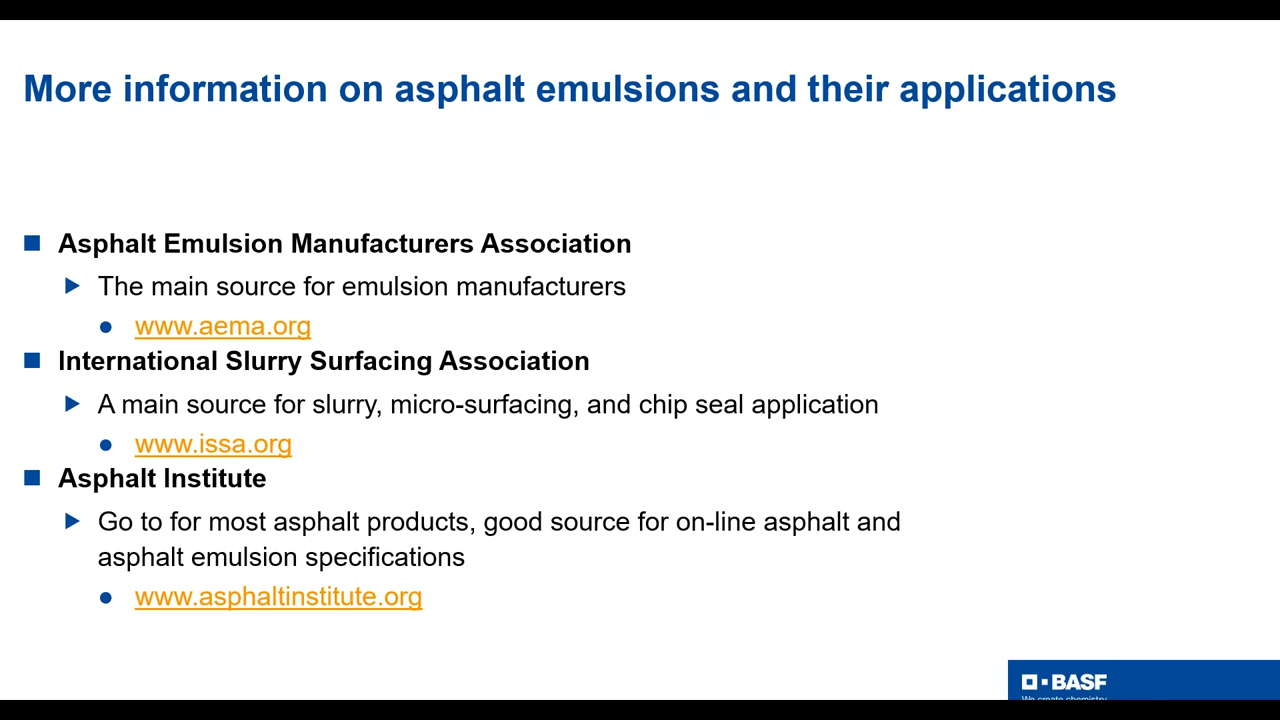 More information on asphalt emulsions and their applications
Asphalt Emulsion Manufacturers Association
The main source for emulsion manufacturers
www.aema.org
International Slurry Surfacing Association
A main source for slurry, micro-surfacing, and chip seal application
www.issa.org
Asphalt Institute
Go to for most asphalt products, good source for on-line asphalt and
asphalt emulsion specifications
www.asphaltinstitute.org
BASF
We create chemistry